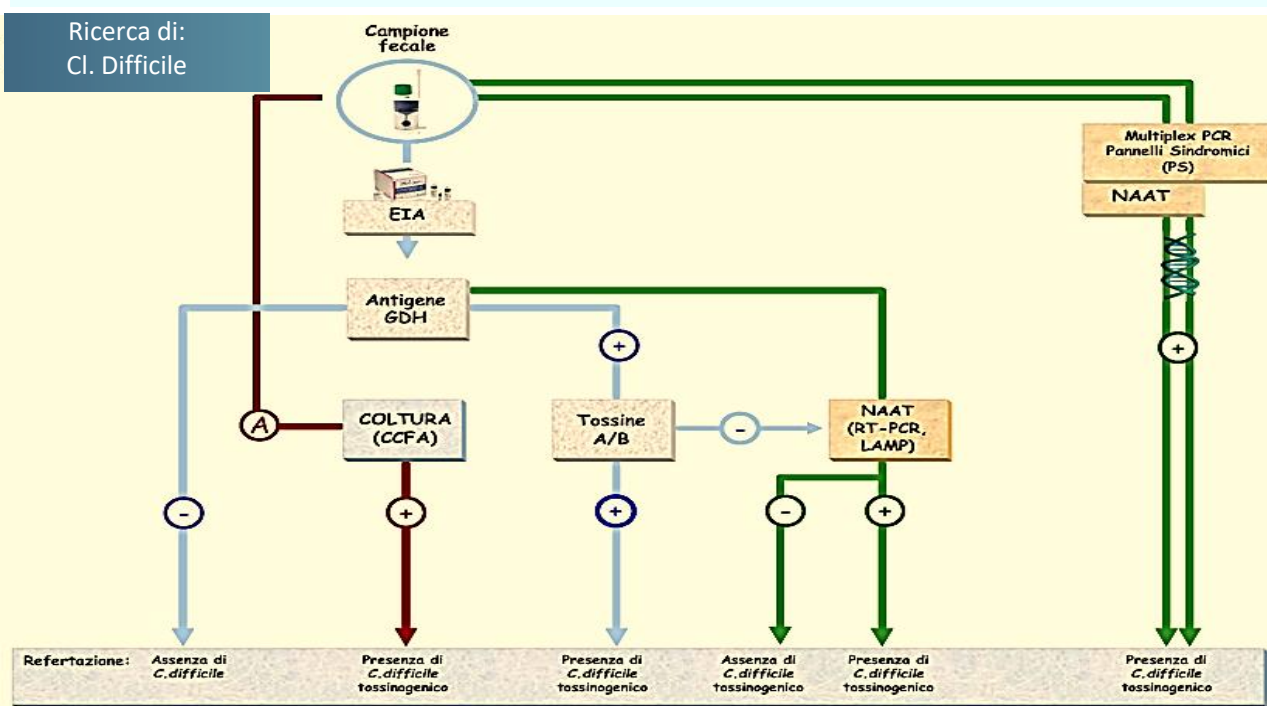 Ricerca di:
Cl. Difficile
Campione
fecale
Multiplex PCR
Pannelli Sindromici
(PS)
NAAT
EIA
Antigene
GDH
+
+
A
COLTURA
(CCFA)
Tossine
A/B
-
NAAT
(RT-PCR,
LAMP)
-
+
+
-
+
Refertazione:
Assenza di
C.difficile
Presenza di
C.difficile
tossinogenico
Presenza di
C.difficile
tossinogenico
Assenza di
C.difficile
tossinogenico
Presenza di
C.difficile
tossinogenico
Presenza di
C.difficile
tossinogenico